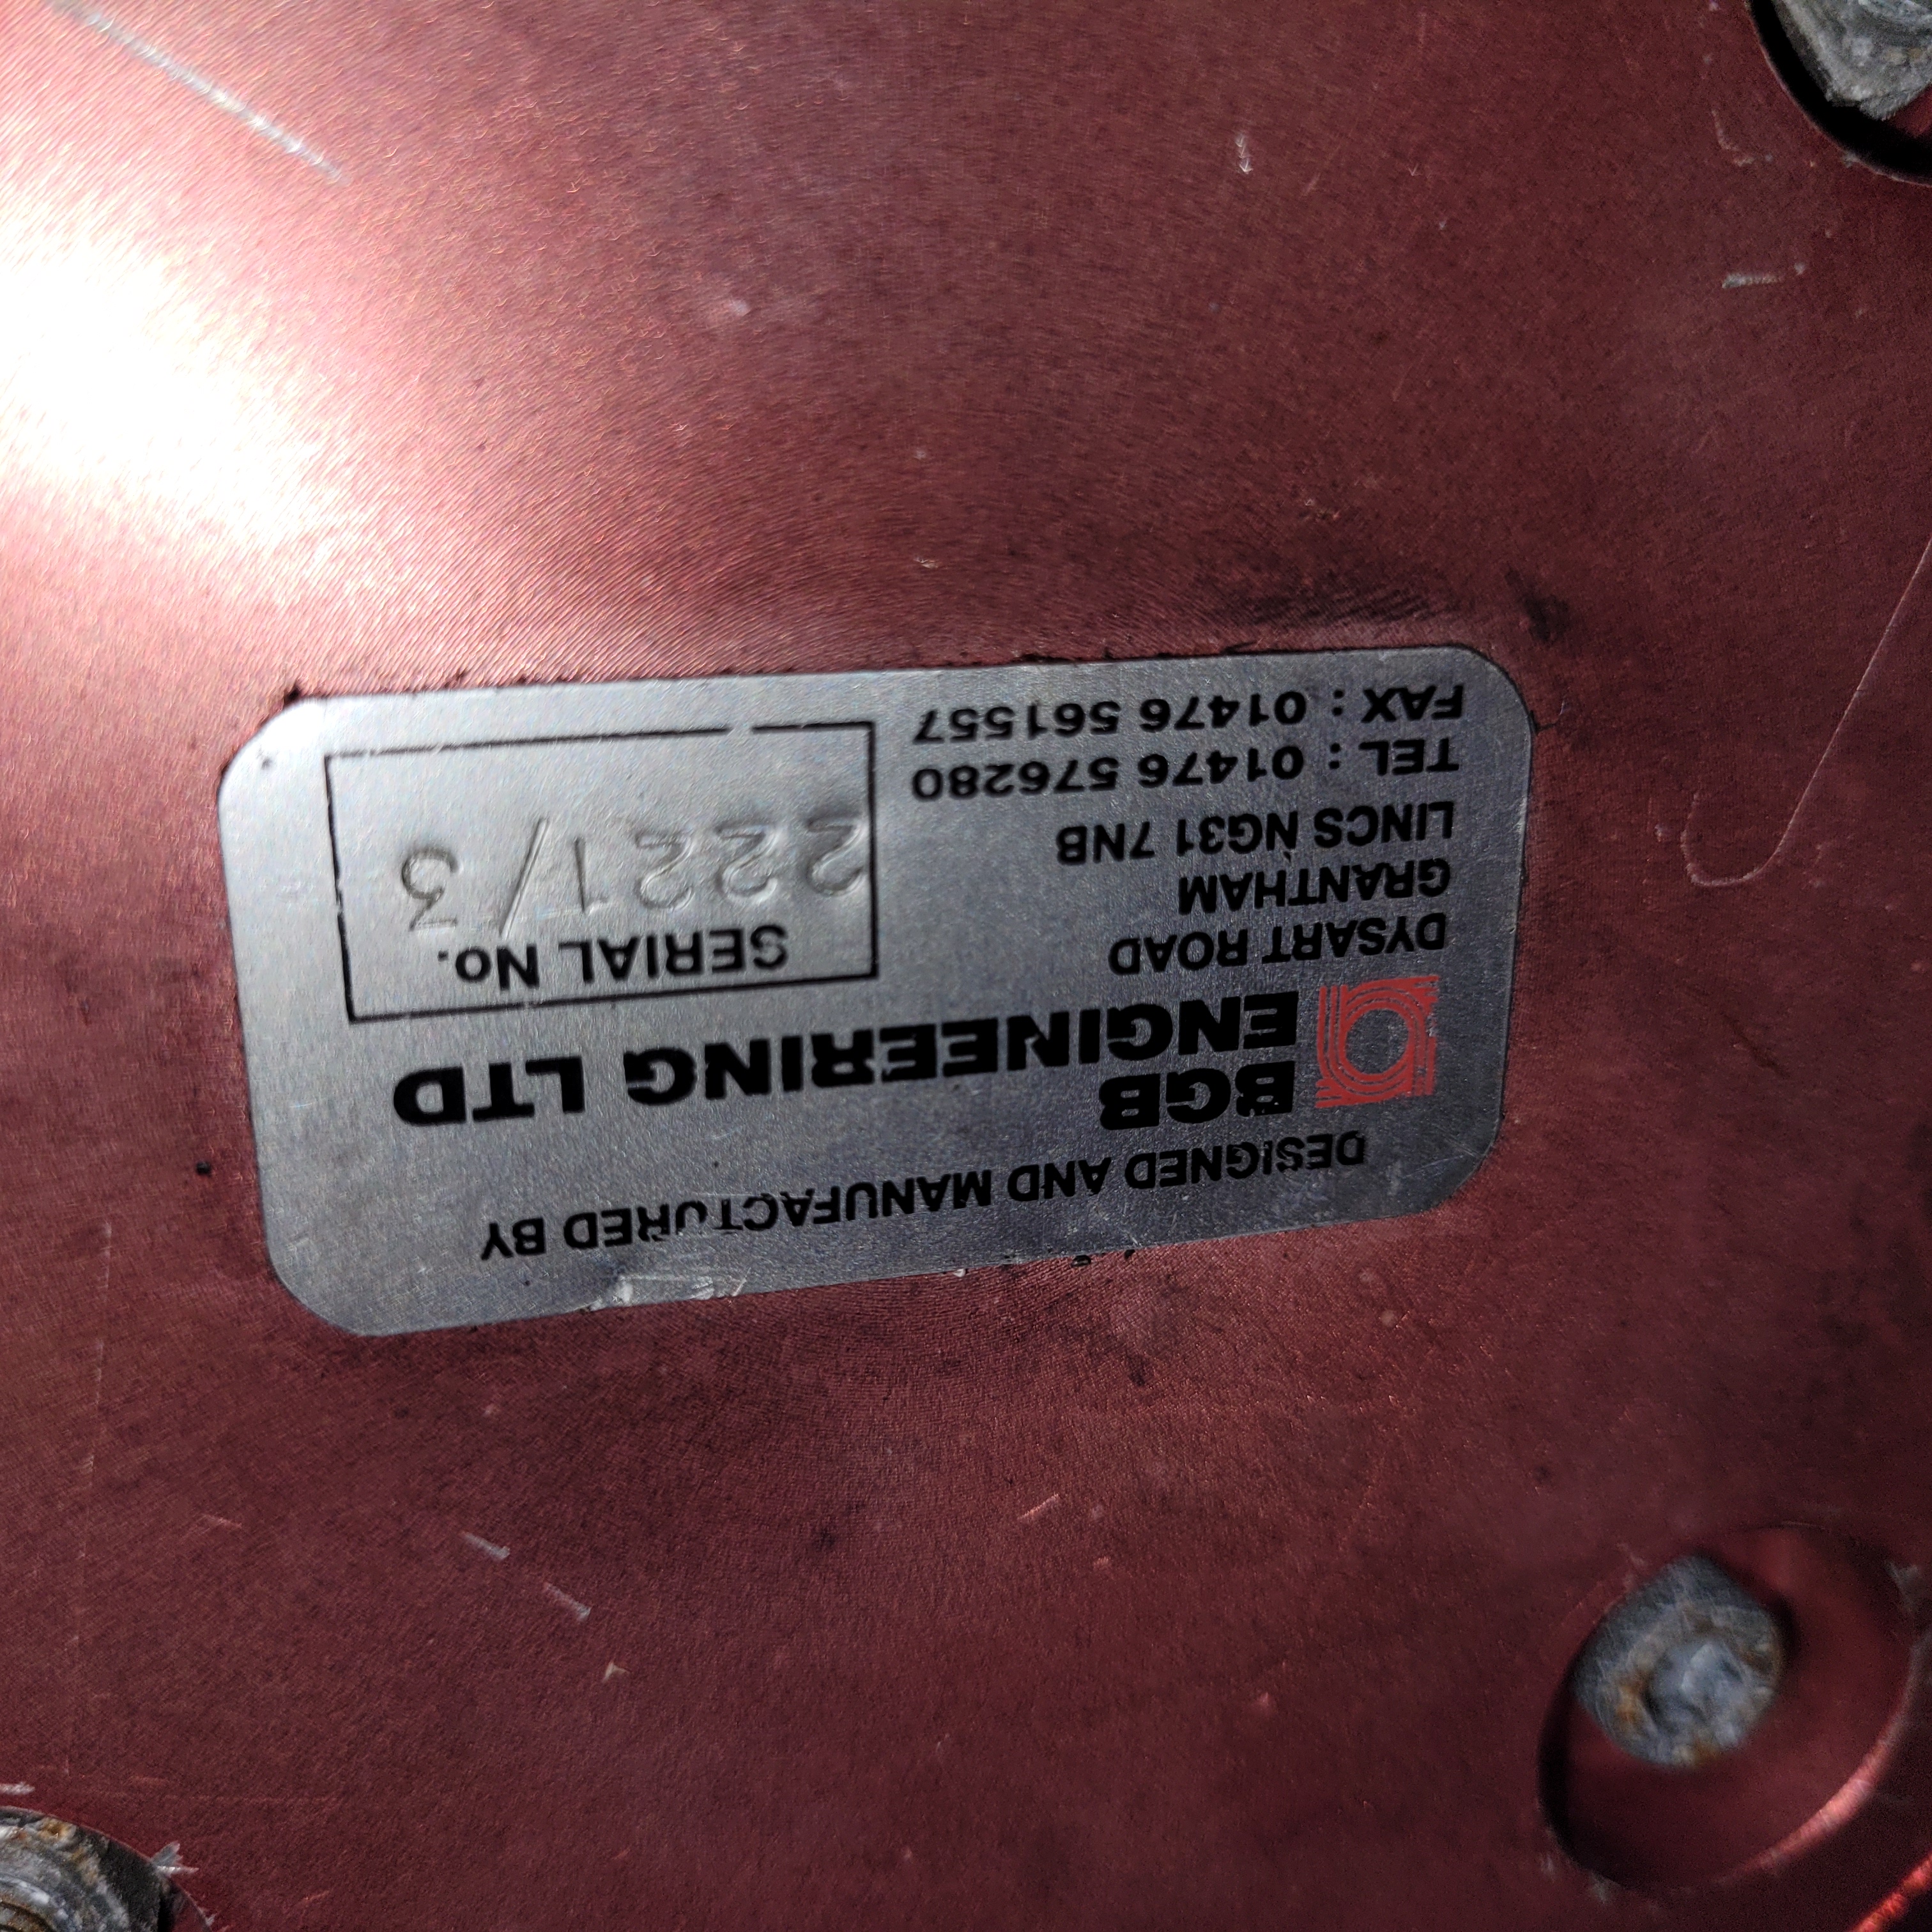 DESIGNED AND MANUFACTURED BY
BGB
ENGINEERING LTD
DYSART ROAD
GRANTHAM
LINCS NG31 7NB
TEL : 01476 576280
FAX : 01476 561557
SERIAL No.
2221/3